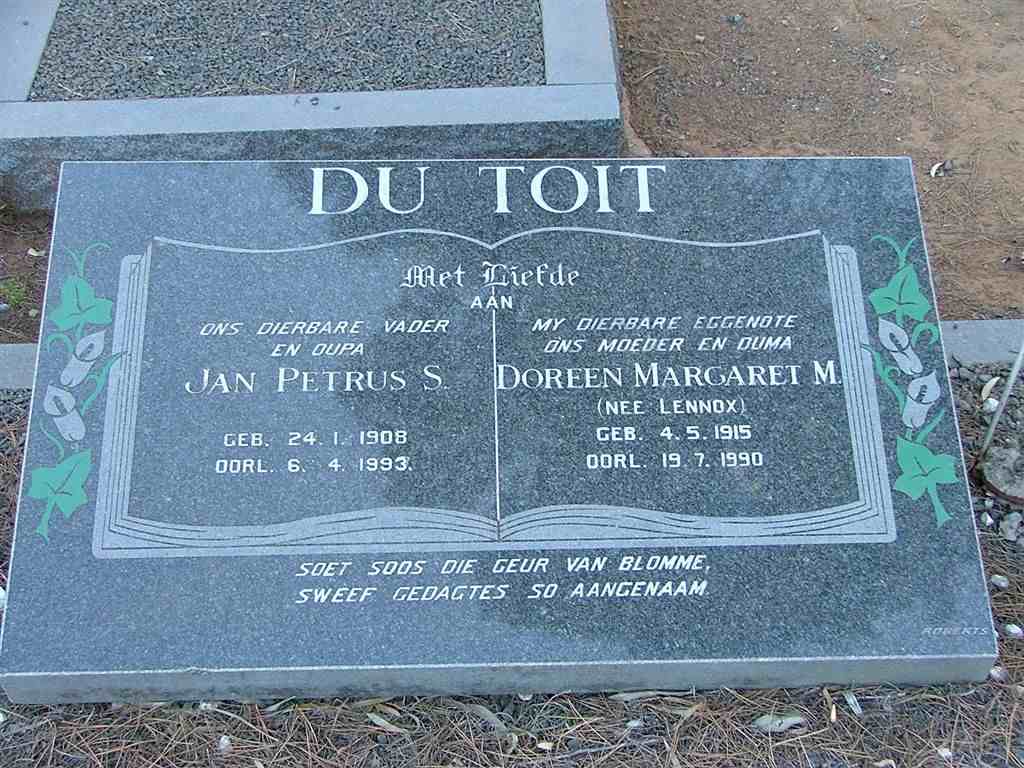 DU TOIT
Met Liefde
AAN
ONS DIERBARE VADER
EN OUPA
JAN PETRUS S.
GEB. 24. 1. 1908
OORL. 6. 4. 1993.
MY DIERBARE EGGENOTE
ONS MOEDER EN OUMA
DOREEN MARGARET M.
(NEE LENNOX)
GEB. 4. 5. 1915
OORL. 19. 7. 1990
SOET SOOS DIE GEUR VAN BLOMME,
SWEEF GEDAGTES SO AANGENAAM
ROBERTS